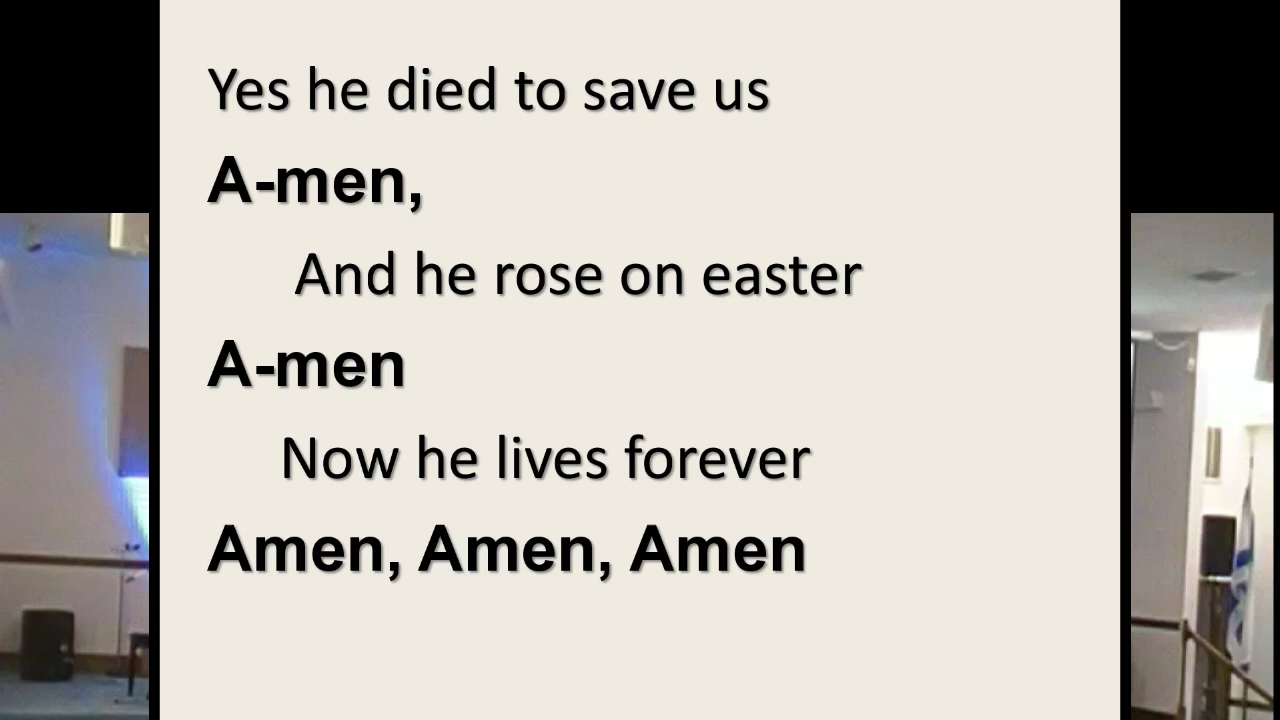 Yes he died to save us
A-men,
And he rose on easter
A-men
Now he lives forever
Amen, Amen, Amen